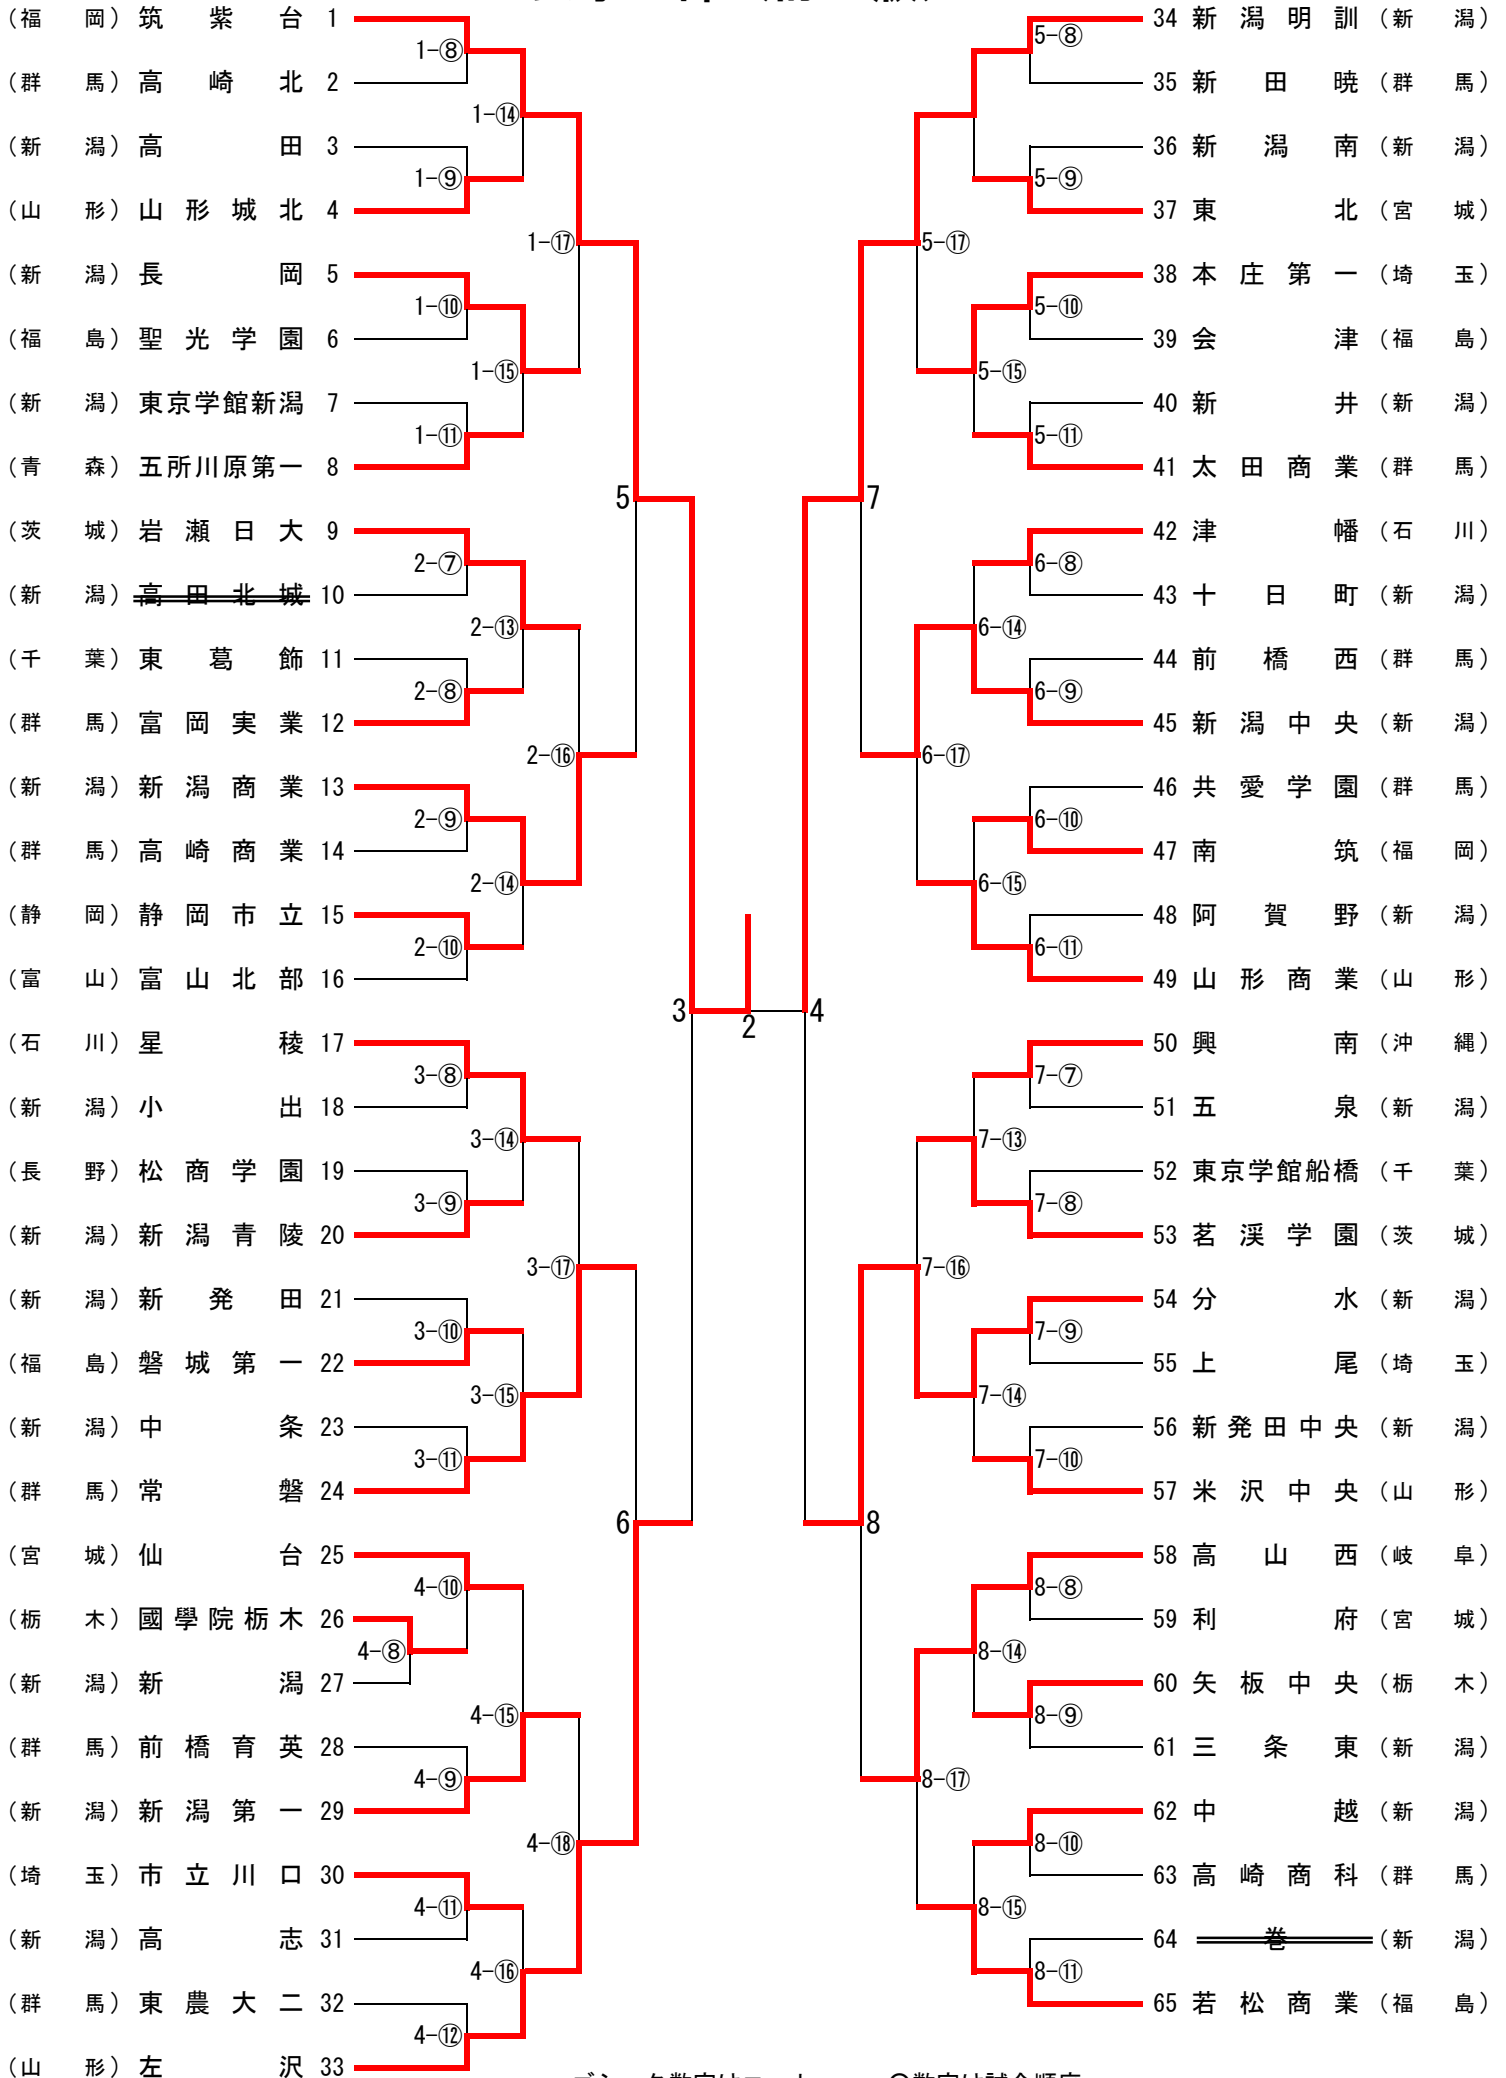 (福岡) 筑紫台 1
1-⑧
(群馬) 高崎北 2
1-⑭
(新潟) 高田 3
1-⑨
(山形) 山形城北 4
1-⑰
(新潟) 長岡 5
1-⑩
(福島) 聖光学園 6
1-⑮
(新潟) 東京学館新潟 7
1-⑪
(青森) 五所川原第一 8
5
(茨城) 岩瀬日大 9
2-⑦
(新潟) 高田北城 10
2-⑬
(千葉) 東葛飾 11
2-⑧
(群馬) 富岡実業 12
2-⑯
(新潟) 新潟商業 13
2-⑨
(群馬) 高崎商業 14
2-⑭
(静岡) 静岡市立 15
2-⑩
(富山) 富山北部 16
3
2
4
(石川) 星稜 17
3-⑧
(新潟) 小出 18
3-⑭
(長野) 松商学園 19
3-⑨
(新潟) 新潟青陵 20
3-⑰
(新潟) 新発田 21
3-⑩
(福島) 磐城第一 22
3-⑮
(新潟) 中条 23
3-⑪
(群馬) 常磐 24
6
(宮城) 仙台 25
4-⑩
(栃木) 國學院栃木 26
4-⑧
(新潟) 新潟 27
4-⑮
(群馬) 前橋育英 28
4-⑨
(新潟) 新潟第一 29
4-⑱
(埼玉) 市立川口 30
4-⑪
(新潟) 高志 31
4-⑯
(群馬) 東農大二 32
4-⑫
(山形) 左沢 33
34 新潟明訓 (新潟)
5-⑧
35 新田暁 (群馬)
36 新潟南 (新潟)
5-⑨
37 東北 (宮城)
5-⑰
38 本庄第一 (埼玉)
5-⑩
39 会津 (福島)
5-⑮
40 新井 (新潟)
5-⑪
41 太田商業 (群馬)
7
42 津幡 (石川)
6-⑧
43 十日町 (新潟)
6-⑭
44 前橋西 (群馬)
6-⑨
45 新潟中央 (新潟)
6-⑰
46 共愛学園 (群馬)
6-⑩
47 南筑 (福岡)
6-⑮
48 阿賀野 (新潟)
6-⑪
49 山形商業 (山形)
50 興南 (沖縄)
7-⑦
51 五泉 (新潟)
7-⑬
52 東京学館船橋 (千葉)
7-⑧
53 茗渓学園 (茨城)
7-⑯
54 分水 (新潟)
7-⑨
55 上尾 (埼玉)
7-⑭
56 新発田中央 (新潟)
7-⑩
57 米沢中央 (山形)
8
58 高山西 (岐阜)
8-⑧
59 利府 (宮城)
8-⑭
60 矢板中央 (栃木)
8-⑨
61 三条東 (新潟)
8-⑰
62 中越 (新潟)
8-⑩
63 高崎商科 (群馬)
8-⑮
64 巻 (新潟)
8-⑪
65 若松商業 (福島)